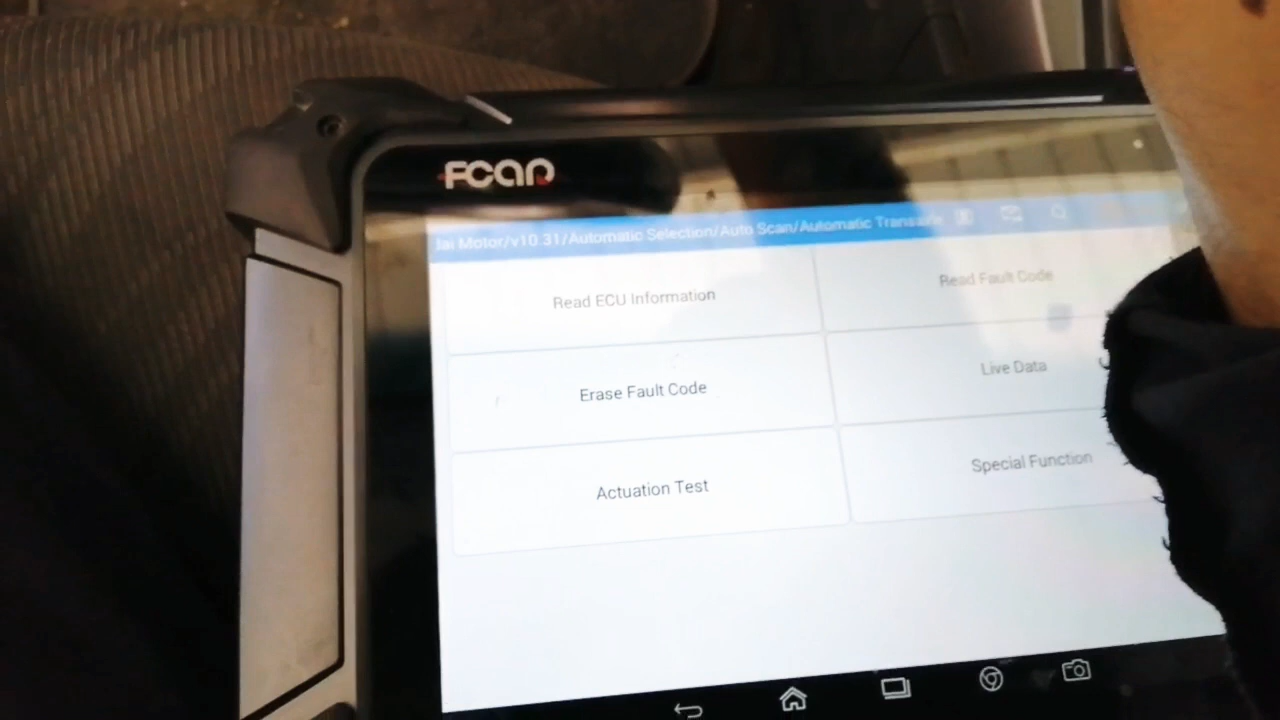 FCAR
Motor/v10.31/Automatic Selection/Auto Scan/Automatic Transaxle
Read ECU Information
Read Fault Code
Erase Fault Code
Live Data
Actuation Test
Special Function